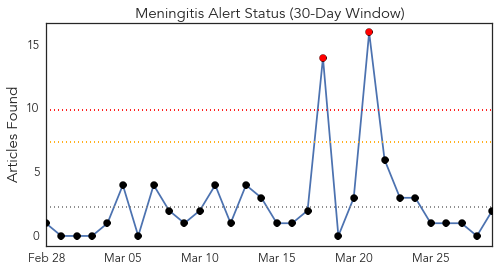 Meningitis Alert Status (30-Day Window)
Articles Found
15
10
5
0
Feb 28 Mar 05 Mar 10 Mar 15 Mar 20 Mar 25